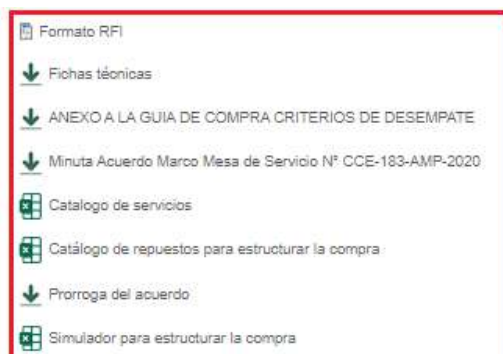 Formato RFI
Fichas técnicas
ANEXO A LA GUIA DE COMPRA CRITERIOS DE DESEMPATE
Minuta Acuerdo Marco Mesa de Servicio N° CCE-183-AMP-2020
Catalogo de servicios
Catálogo de repuestos para estructurar la compra
Prorroga del acuerdo
Simulador para estructurar la compra